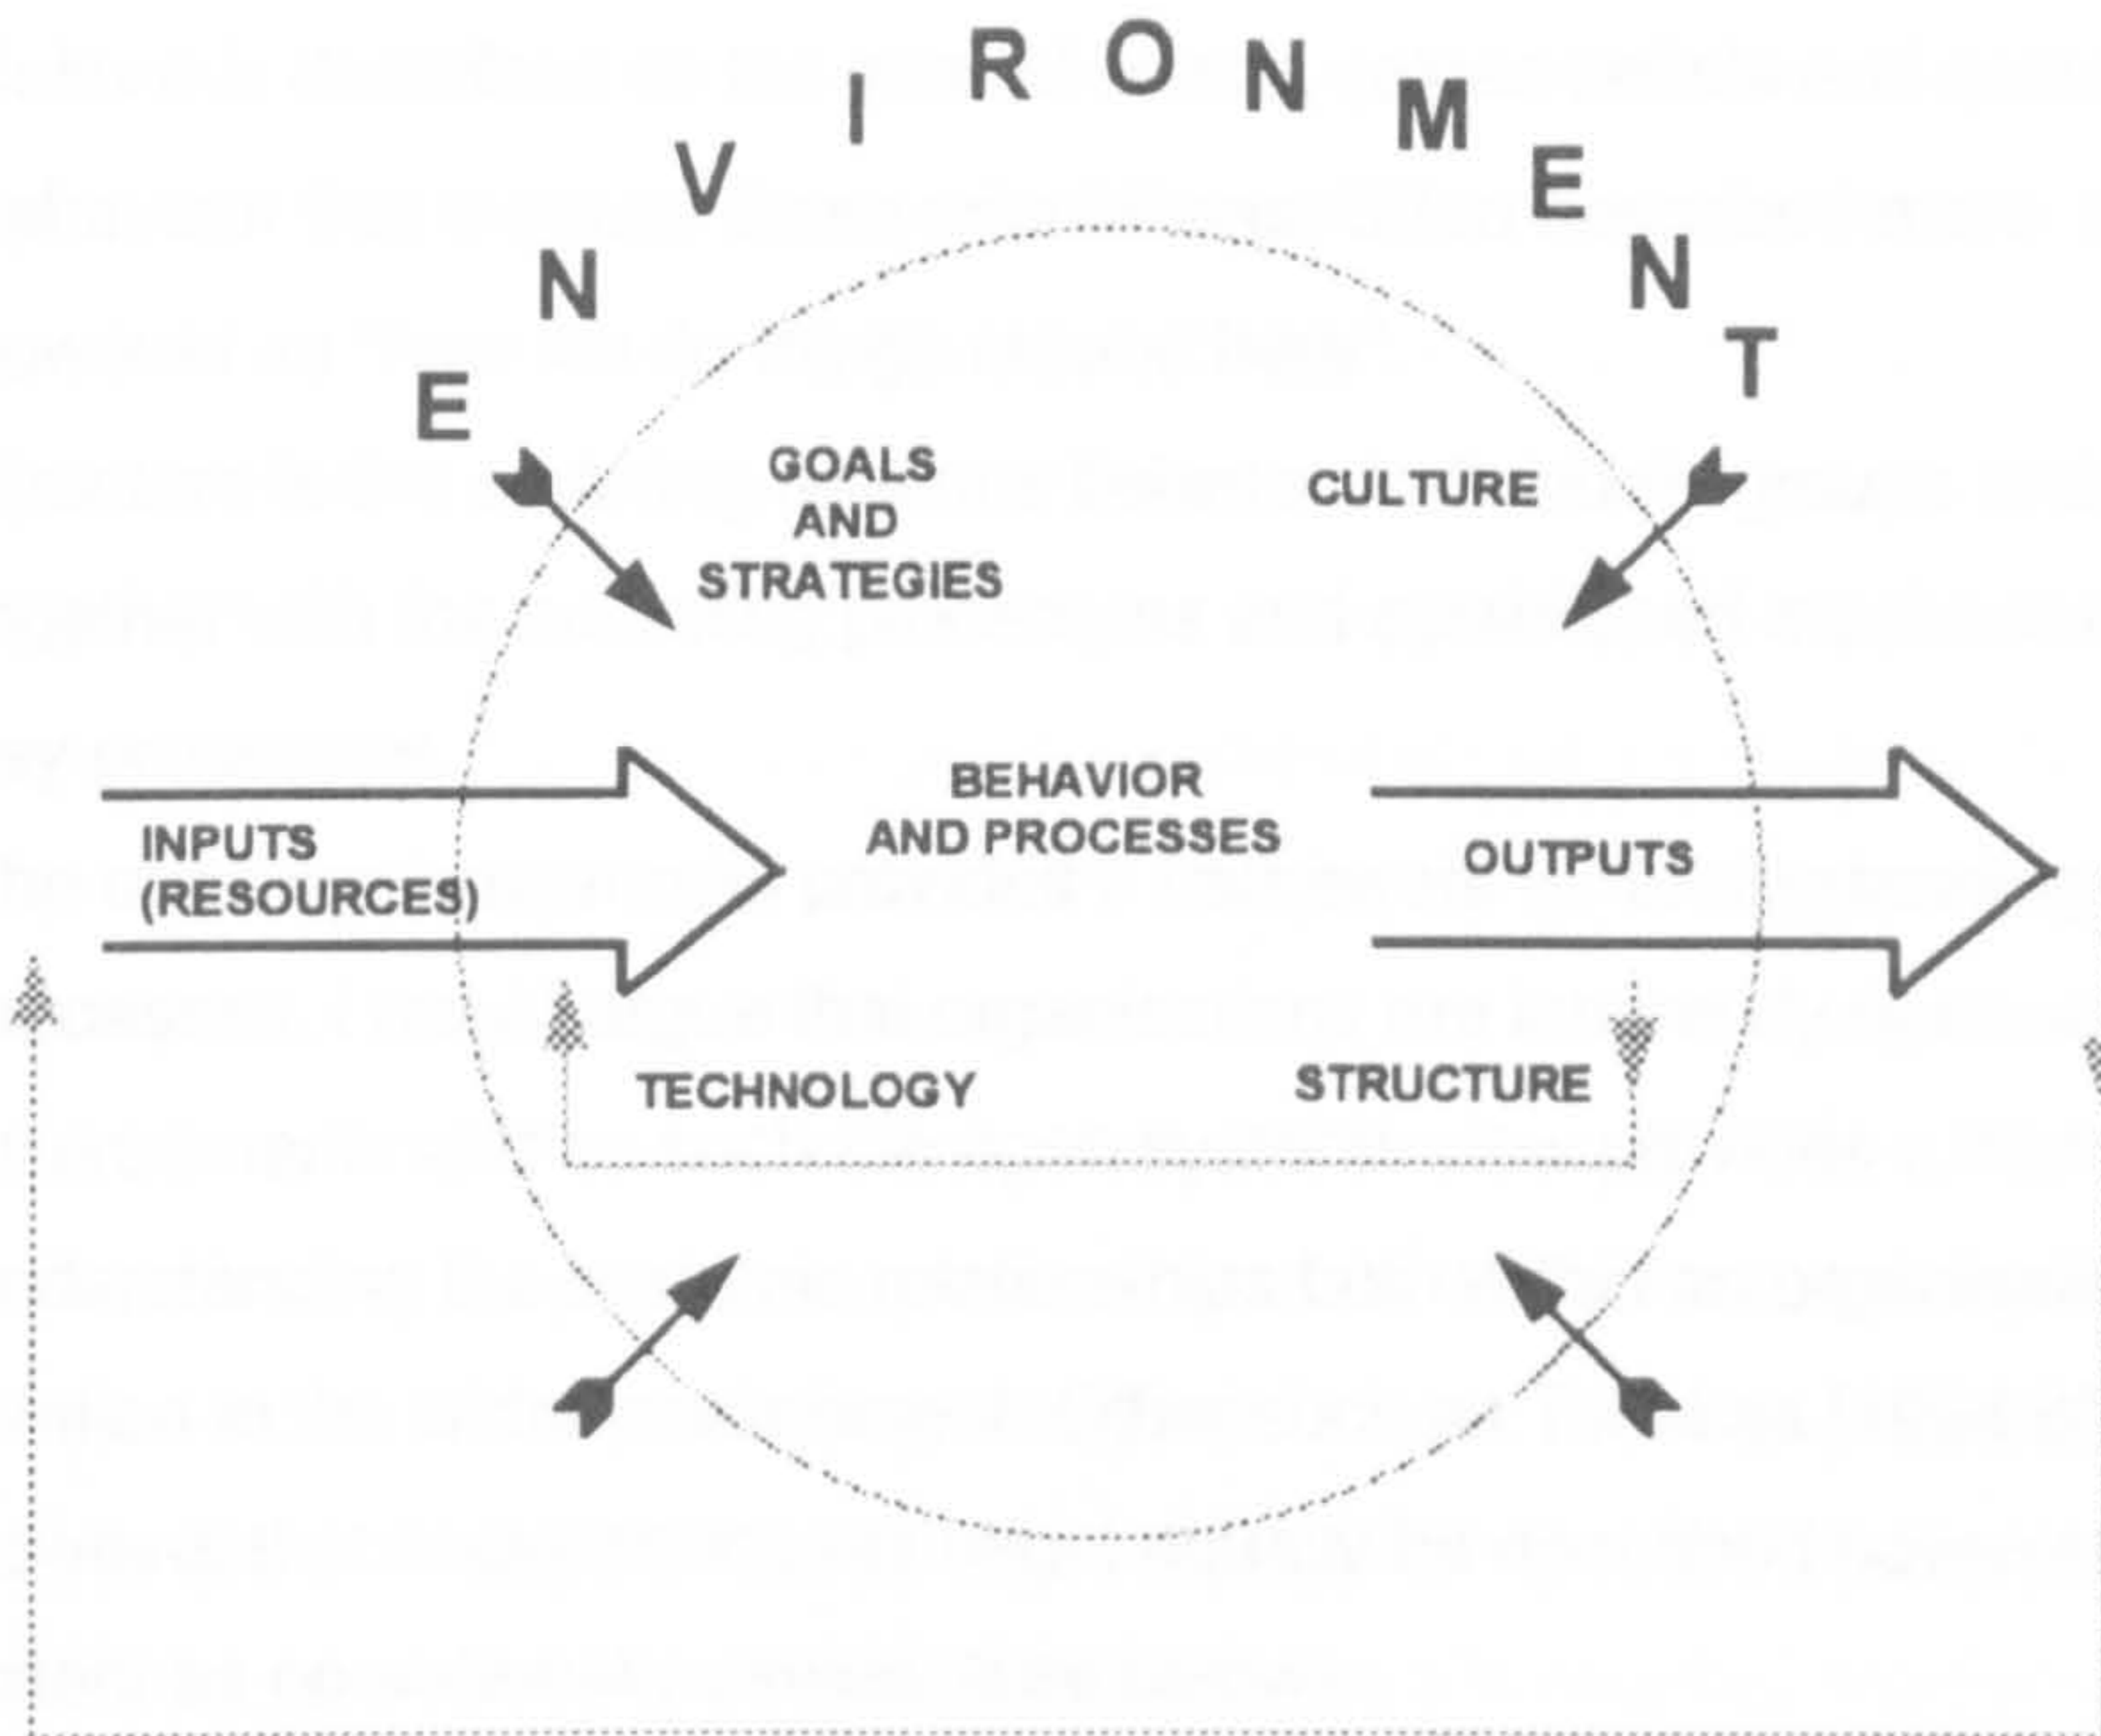 ENVIRONMENT
GOALS
AND
STRATEGIES
CULTURE
INPUTS
(RESOURCES)
BEHAVIOR
AND PROCESSES
OUTPUTS
TECHNOLOGY
STRUCTURE